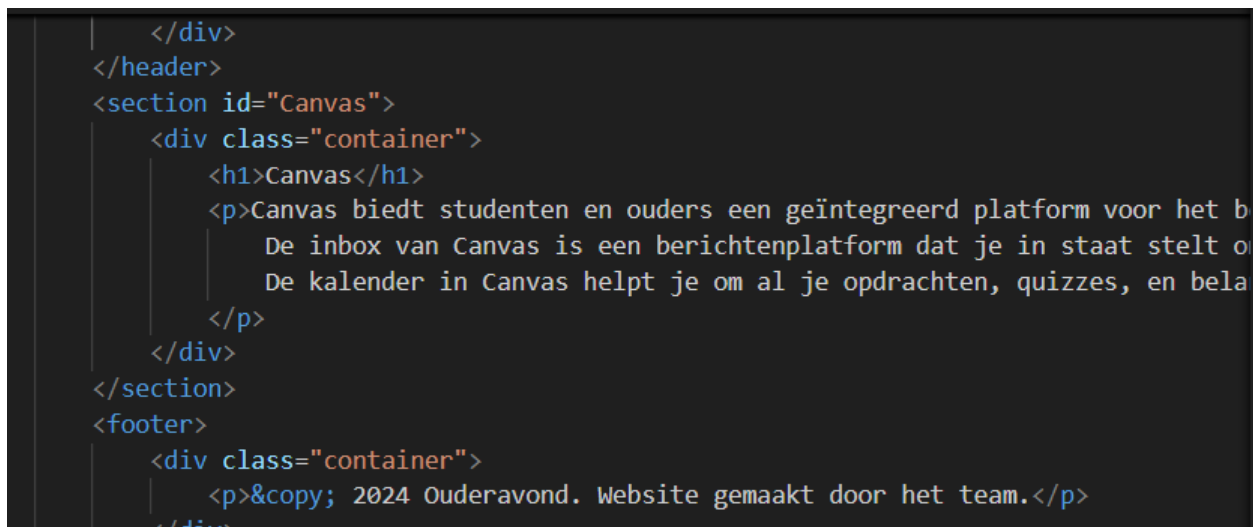 </div>
</header>
<section id="Canvas">
<div class="container">
<h1>Canvas</h1>
<p>Canvas biedt studenten en ouders een geïntegreerd platform voor het
De inbox van Canvas is een berichtenplatform dat je in staat stelt
De kalender in Canvas helpt je om al je opdrachten, quizzes, en
</p>
</div>
</section>
<footer>
<div class="container">
<p>&copy; 2024 Ouderavond. Website gemaakt door het team.</p>